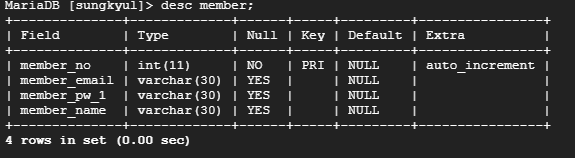 MariaDB [sungkyul]> desc member;
+--------------+-------------+------+-----+---------+----------------+
| Field        | Type        | Null | Key | Default | Extra          |
+--------------+-------------+------+-----+---------+----------------+
| member_no    | int(11)     | NO   | PRI | NULL    | auto_increment |
| member_email | varchar(30) | YES  |     | NULL    |                |
| member_pw_1  | varchar(30) | YES  |     | NULL    |                |
| member_name  | varchar(30) | YES  |     | NULL    |                |
+--------------+-------------+------+-----+---------+----------------+
4 rows in set (0.00 sec)